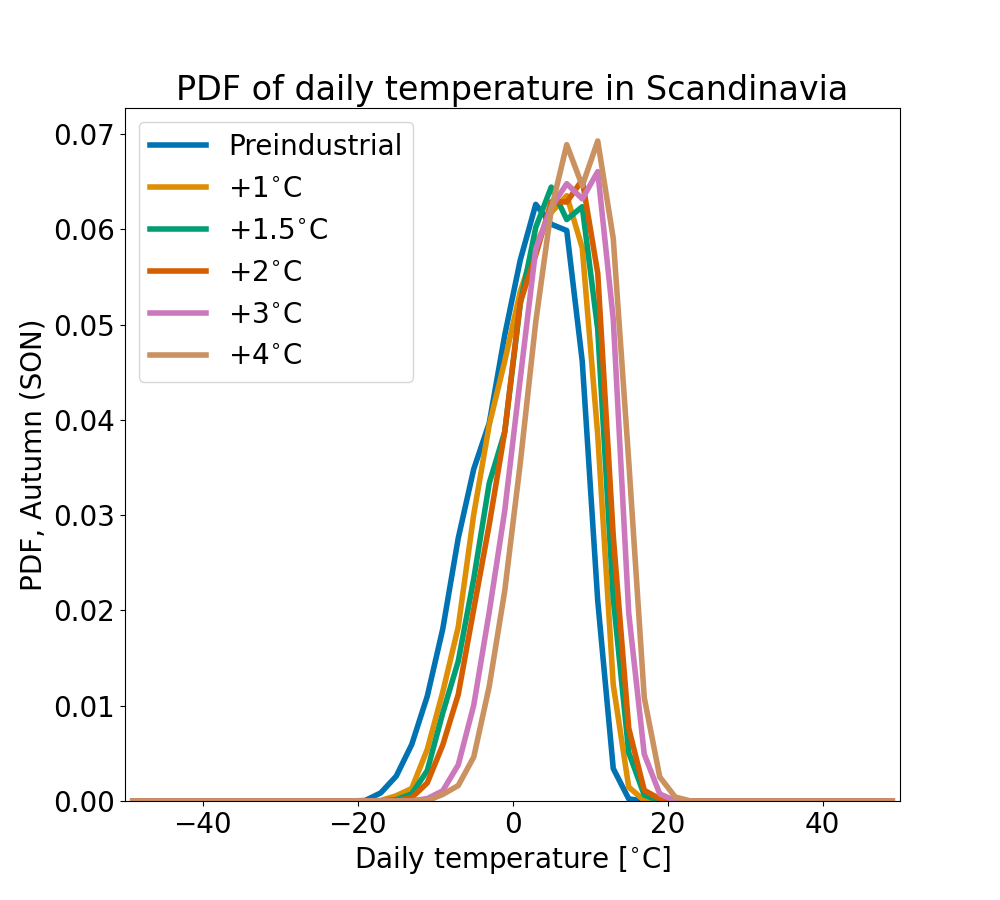 PDF of daily temperature in Scandinavia
Preindustrial
+1°C
+1.5°C
+2°C
+3°C
+4°C
PDF, Autumn (SON)
0.07
0.06
0.05
0.04
0.03
0.02
0.01
0.00
−40
−20
0
20
40
Daily temperature [°C]